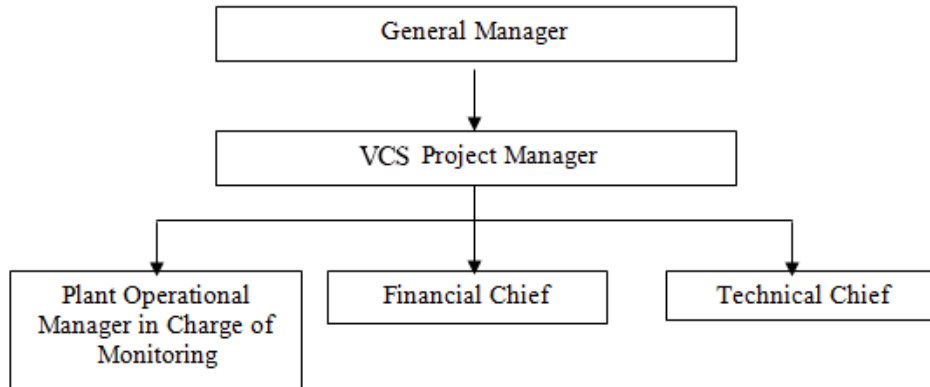 General Manager
VCS Project Manager
Plant Operational
Manager in Charge of
Monitoring
Financial Chief
Technical Chief